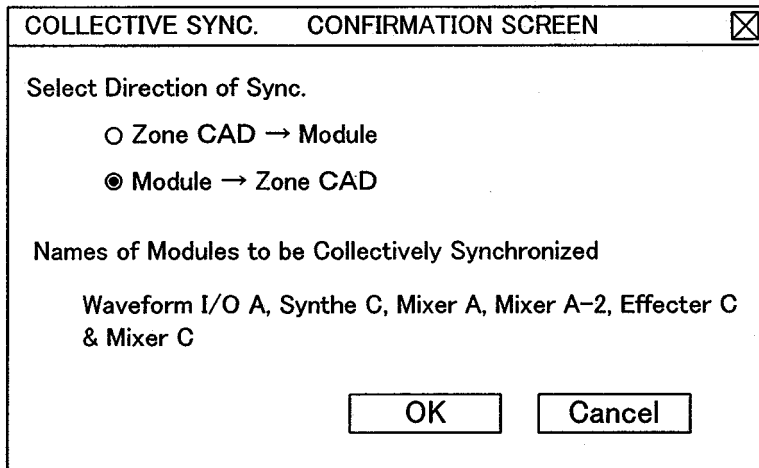 COLLECTIVE SYNC. CONFIRMATION SCREEN
Select Direction of Sync.
Zone CAD → Module
Module → Zone CAD
Names of Modules to be Collectively Synchronized
Waveform I/O A, Synthe C, Mixer A, Mixer A-2, Effecter C
& Mixer C
OK Cancel